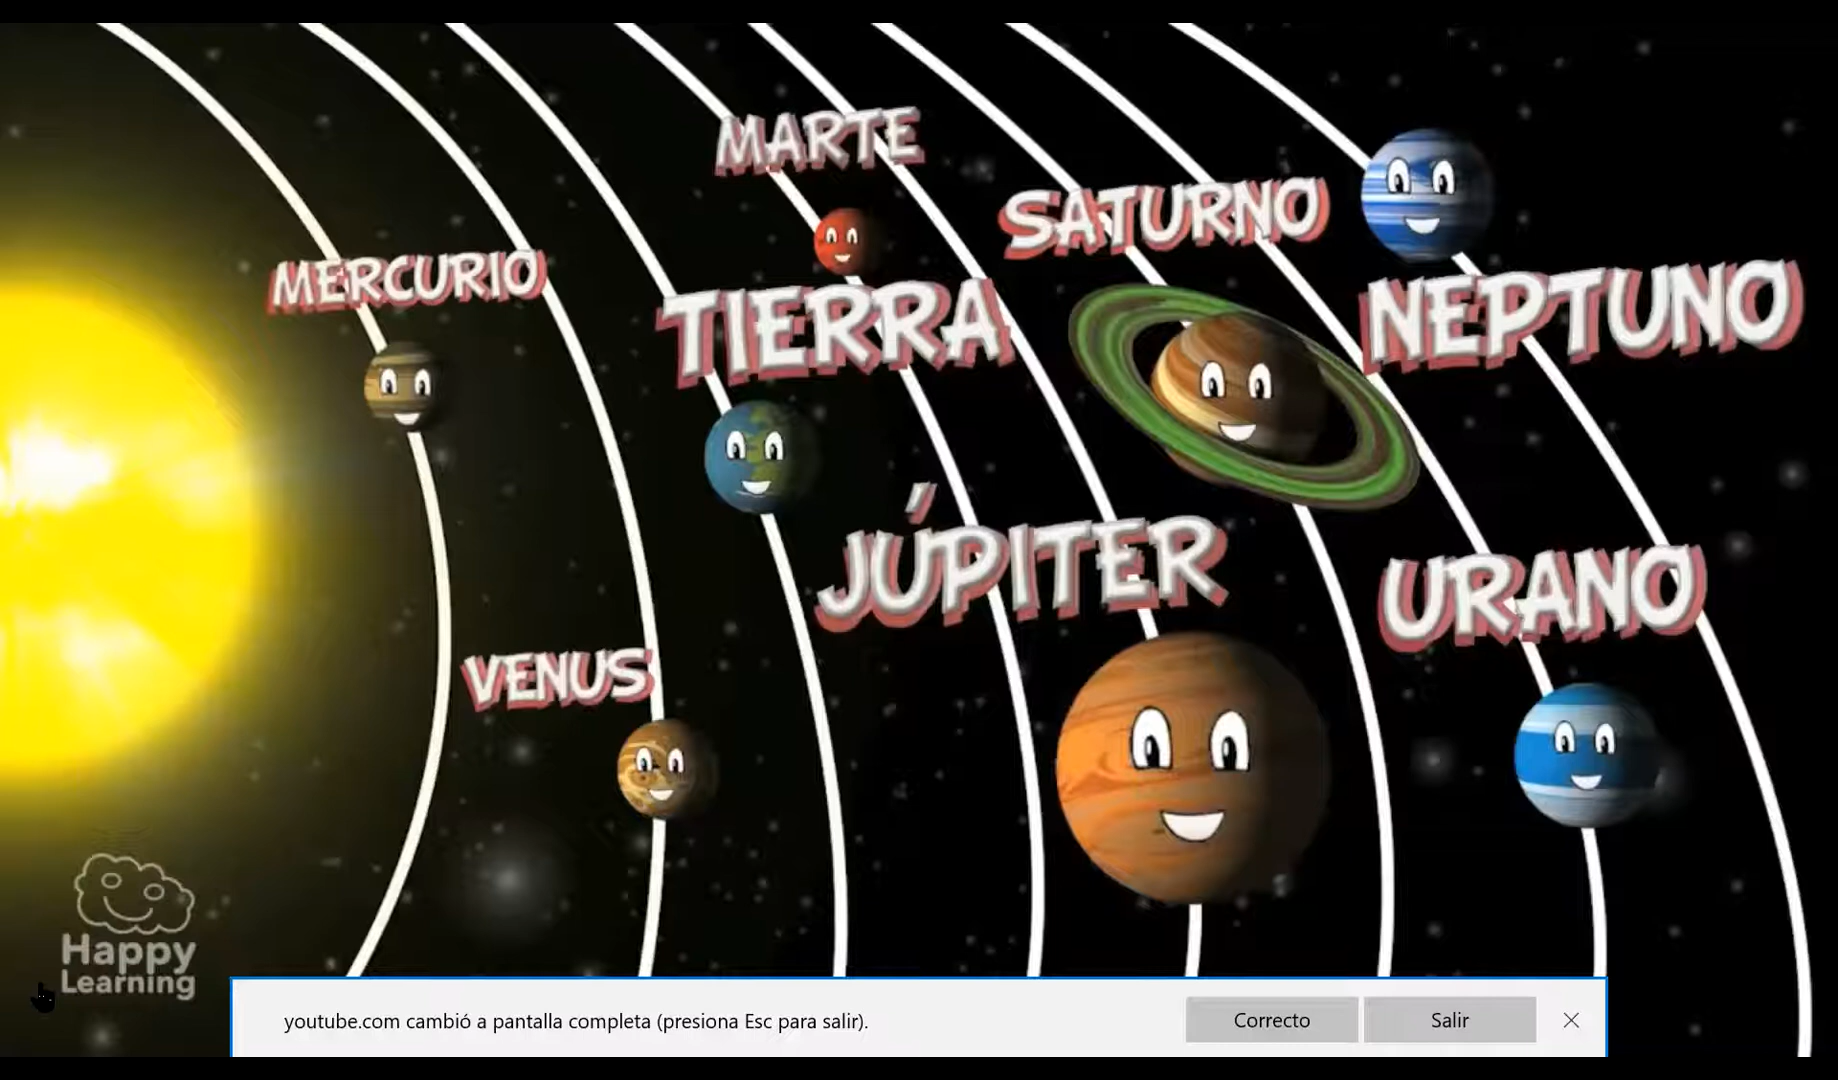 MARTE
SATURNO
MERCURIO
TIERRA
NEPTUNO
JÚPITER
URANO
VENUS
Happy
Learning
youtube.com cambió a pantalla completa (presiona Esc para salir).
Correcto
Salir